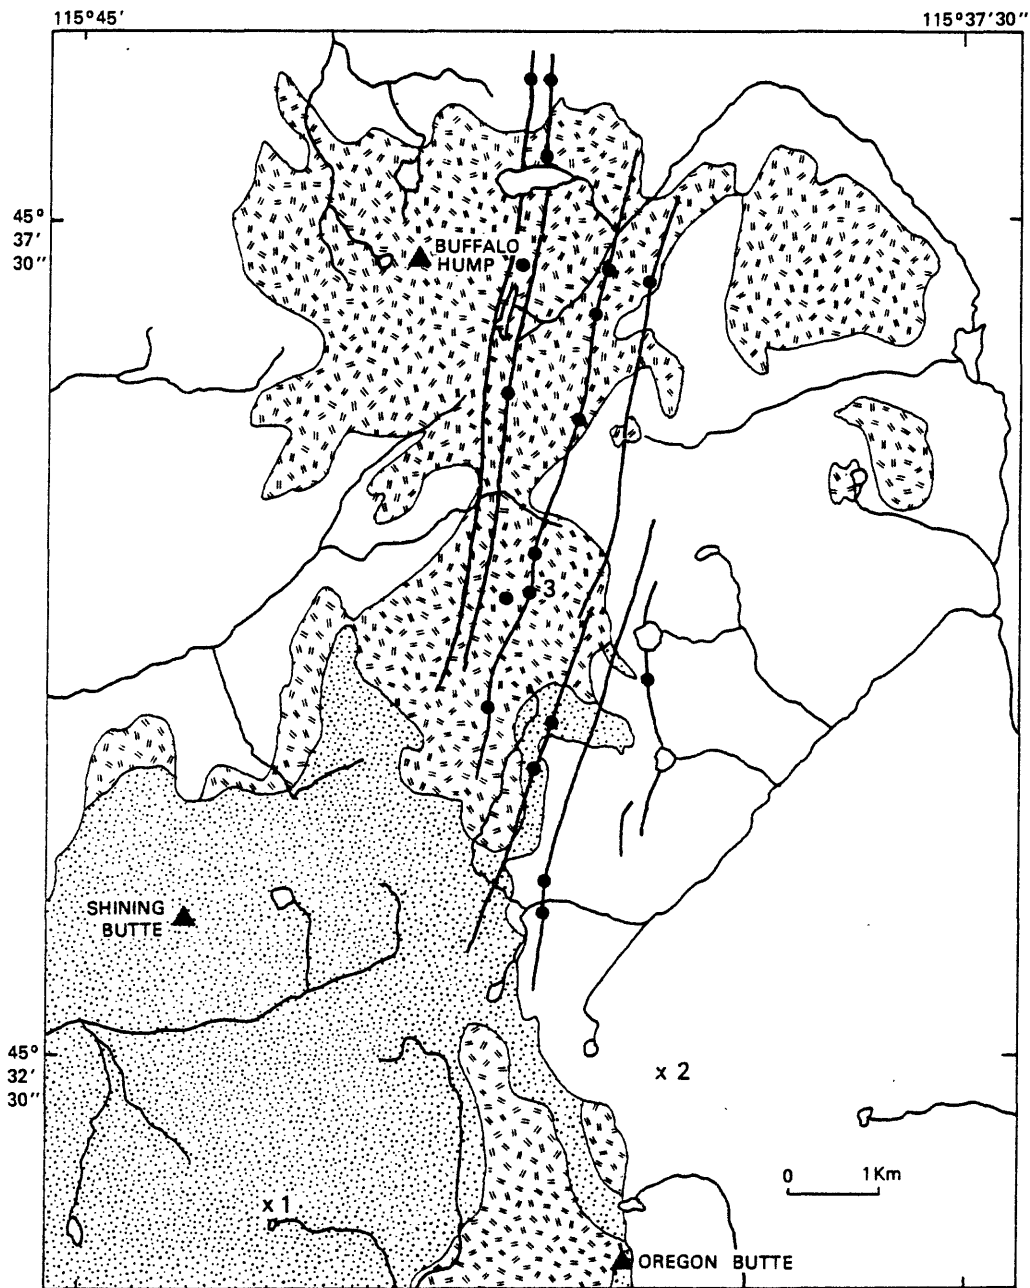 115°45'
115°37'30"
45°
37'
30"
BUFFALO
HUMP
3
SHINING
BUTTE
45°
32'
30"
x 2
0 1Km
x 1
OREGON BUTTE